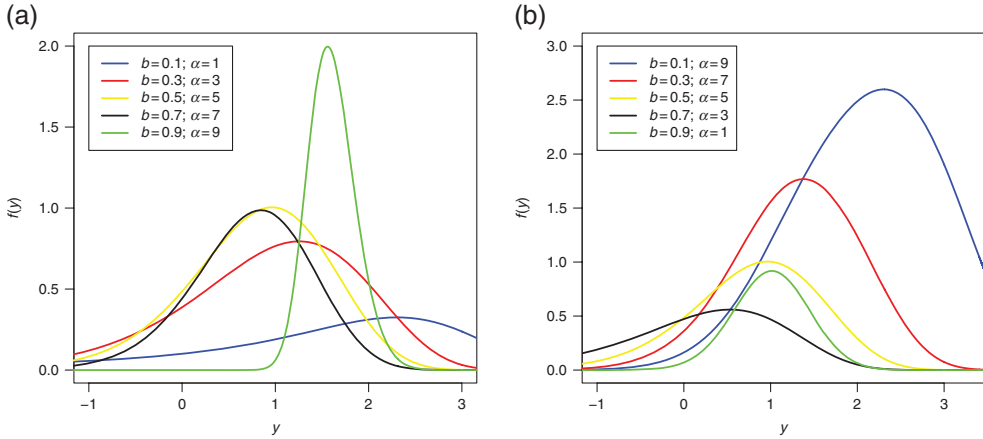 (a)
b=0.1; α=1
b=0.3; α=3
b=0.5; α=5
b=0.7; α=7
b=0.9; α=9
f(y)
2.0
1.5
1.0
0.5
0.0
−1 0 1 2 3
y
(b)
b=0.1; α=9
b=0.3; α=7
b=0.5; α=5
b=0.7; α=3
b=0.9; α=1
f(y)
3.0
2.5
2.0
1.5
1.0
0.5
0.0
−1 0 1 2 3
y